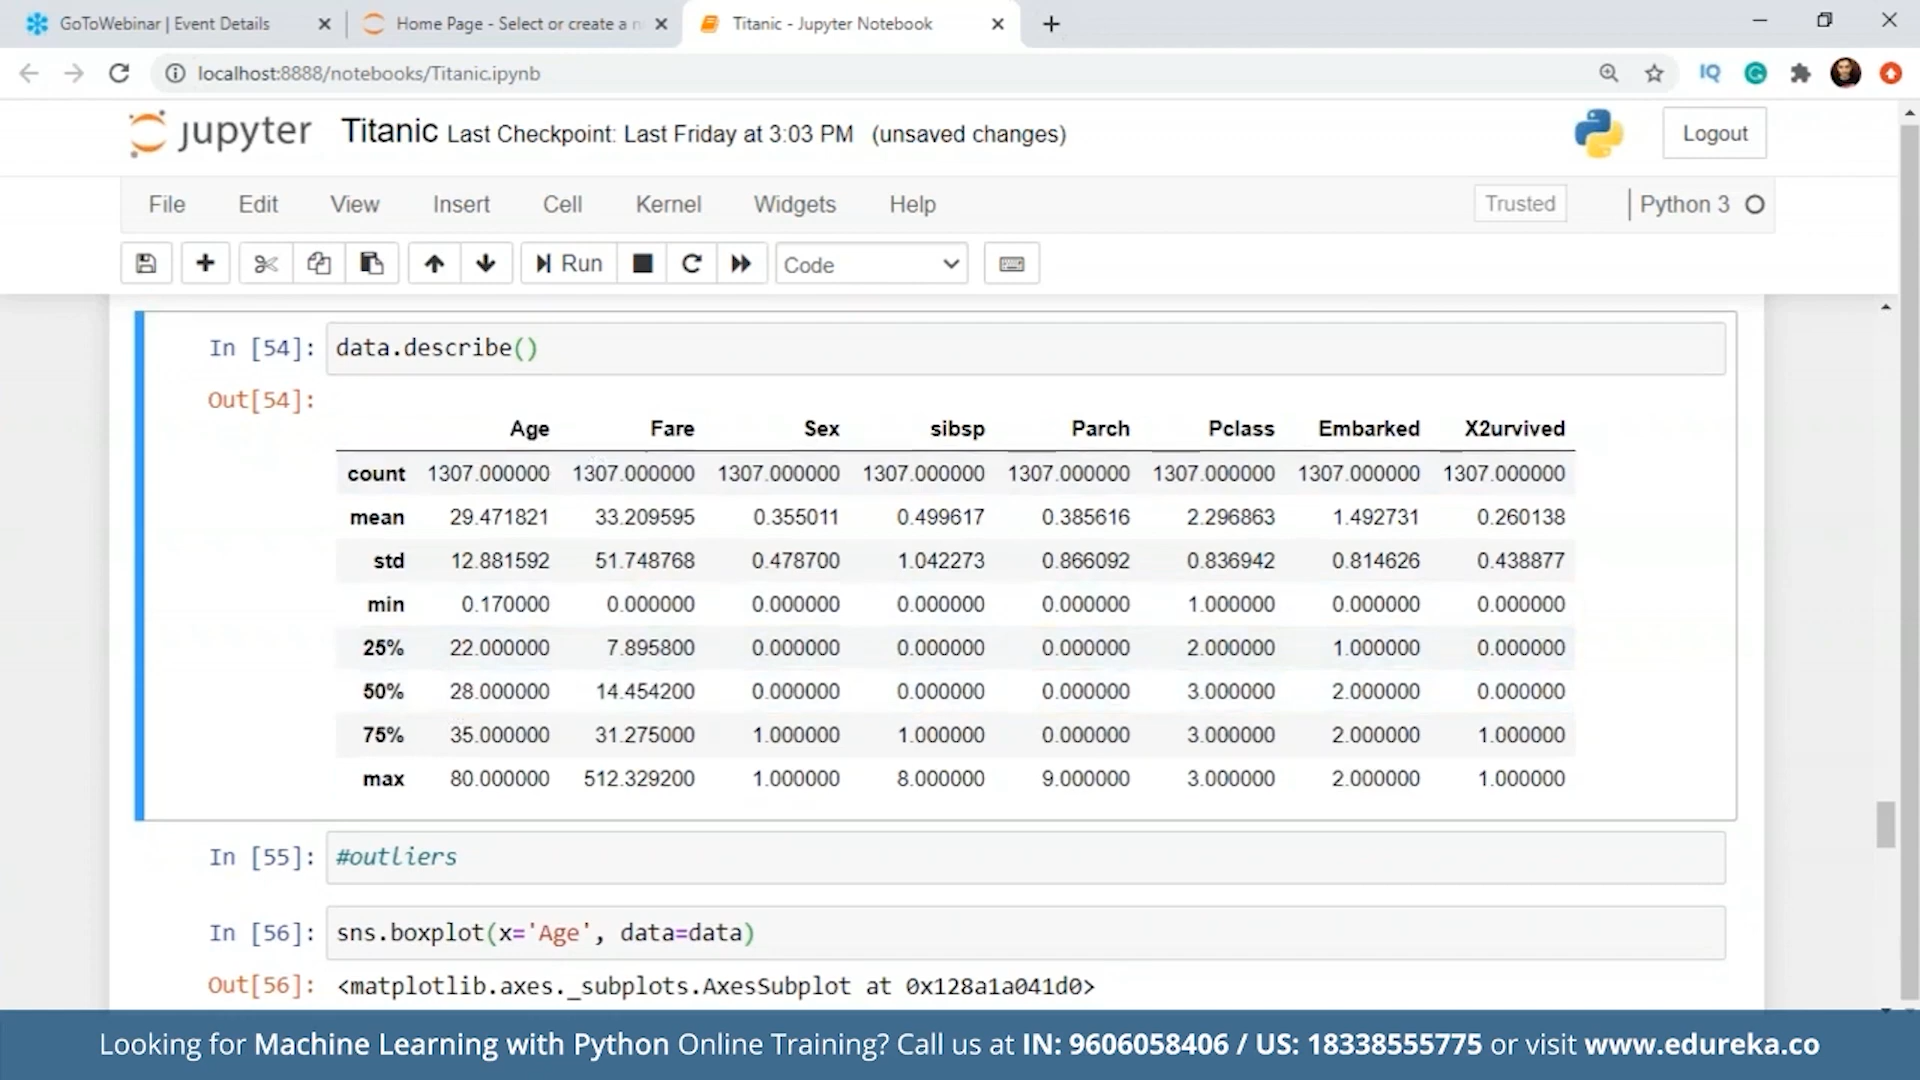 GoToWebinar | Event Details
Home Page - Select or create a n
Titanic - Jupyter Notebook
localhost:8888/notebooks/Titanic.ipynb
IQ
jupyter Titanic Last Checkpoint: Last Friday at 3:03 PM (unsaved changes)
Logout
File Edit View Insert Cell Kernel Widgets Help
Trusted Python 3
Run Code
In [54]: data.describe()
Out[54]:
Age Fare Sex sibsp Parch Pclass Embarked X2urvived
count 1307.000000 1307.000000 1307.000000 1307.000000 1307.000000 1307.000000 1307.000000 1307.000000
mean 29.471821 33.209595 0.355011 0.499617 0.385616 2.296863 1.492731 0.260138
std 12.881592 51.748768 0.478700 1.042273 0.866092 0.836942 0.814626 0.438877
min 0.170000 0.000000 0.000000 0.000000 0.000000 1.000000 0.000000 0.000000
25% 22.000000 7.895800 0.000000 0.000000 0.000000 2.000000 1.000000 0.000000
50% 28.000000 14.454200 0.000000 0.000000 0.000000 3.000000 2.000000 0.000000
75% 35.000000 31.275000 1.000000 1.000000 0.000000 3.000000 2.000000 1.000000
max 80.000000 512.329200 1.000000 8.000000 9.000000 3.000000 2.000000 1.000000
In [55]: #outliers
In [56]: sns.boxplot(x='Age', data=data)
Out[56]: <matplotlib.axes._subplots.AxesSubplot at 0x128a1a041d0>
Looking for Machine Learning with Python Online Training? Call us at IN: 9606058406 / US: 18338555775 or visit www.edureka.co